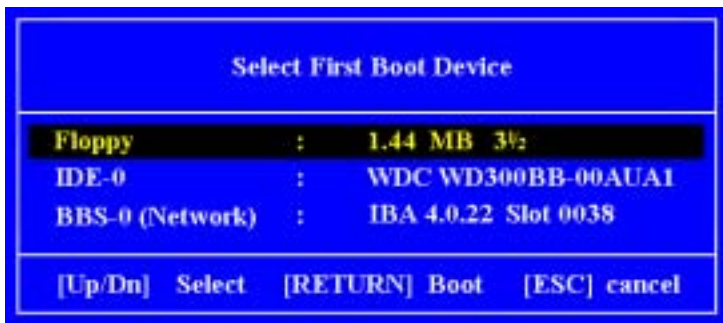 Select First Boot Device
Floppy : 1.44 MB 3½
IDE-0 : WDC WD300BB-00AUA1
BBS-0 (Network) : IBA 4.0.22 Slot 0038
[Up/Dn] Select [RETURN] Boot [ESC] cancel